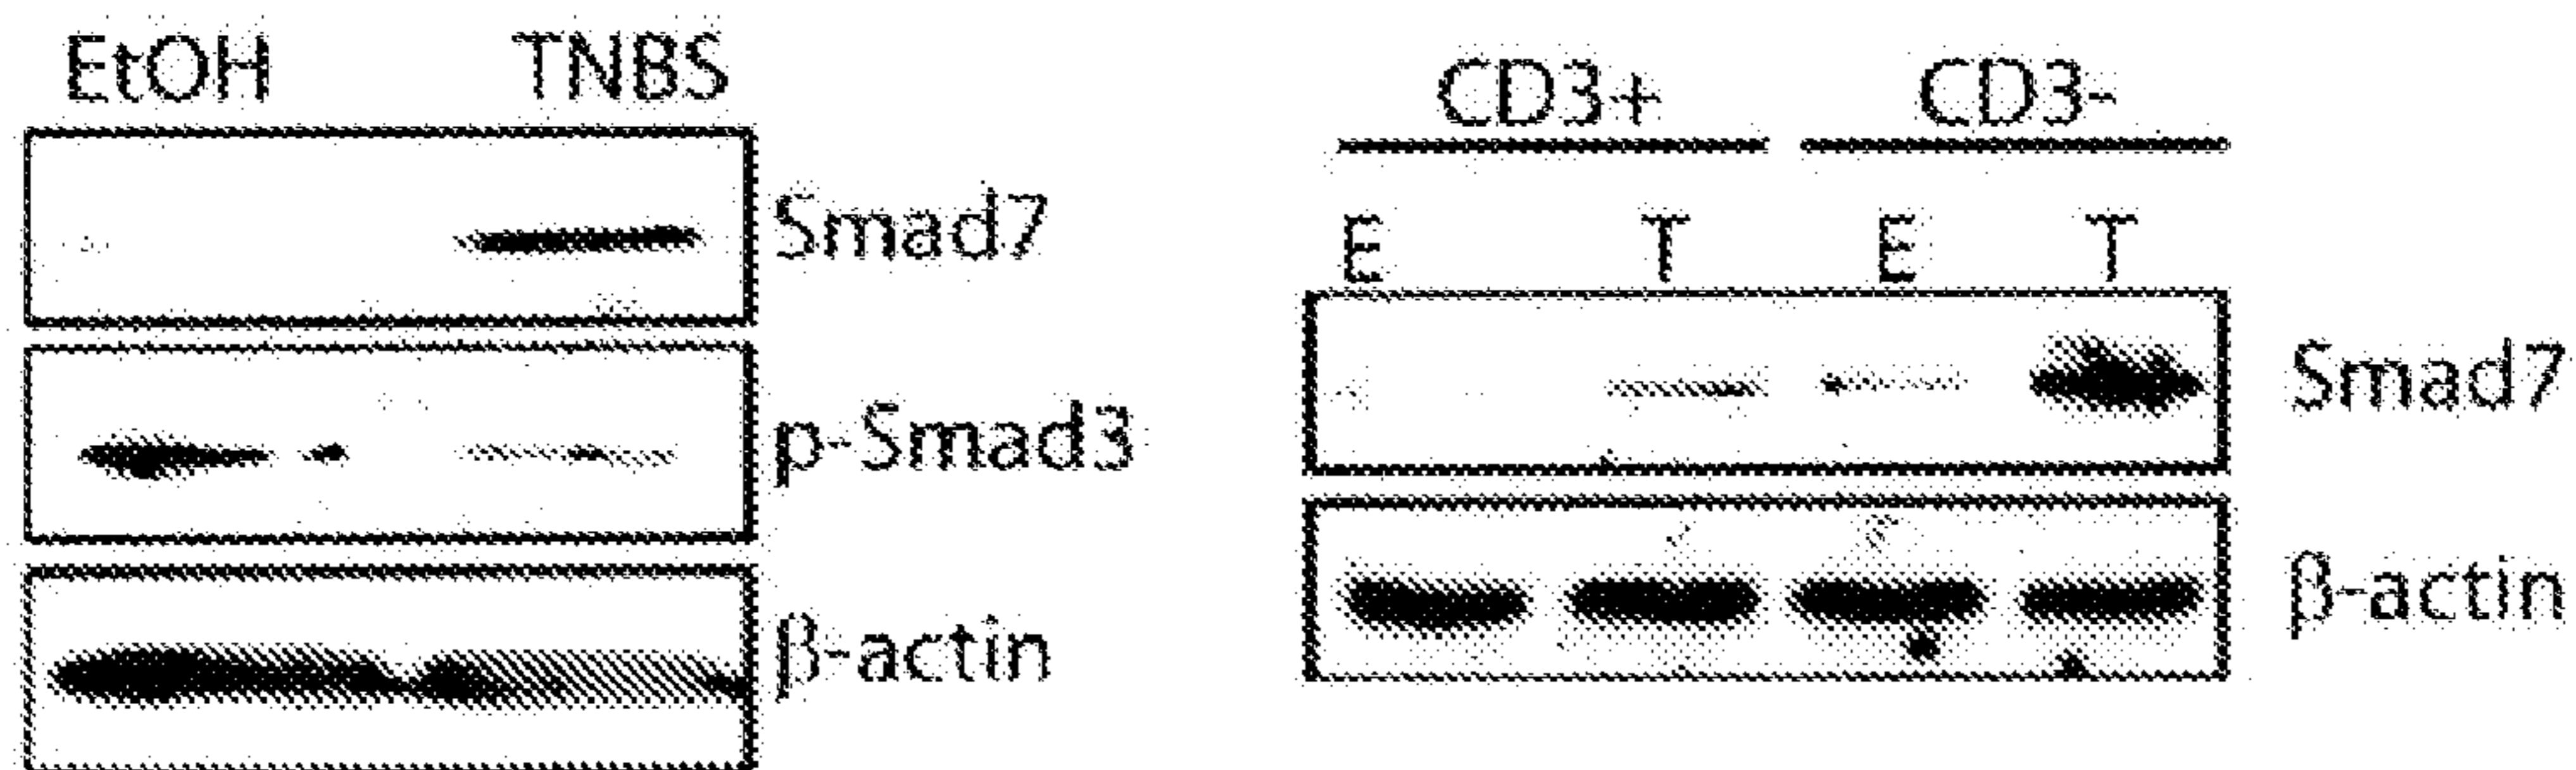 EtOH TNBS
Smad7
p-Smad3
β-actin
CD3+ CD3-
E T E T
Smad7
β-actin